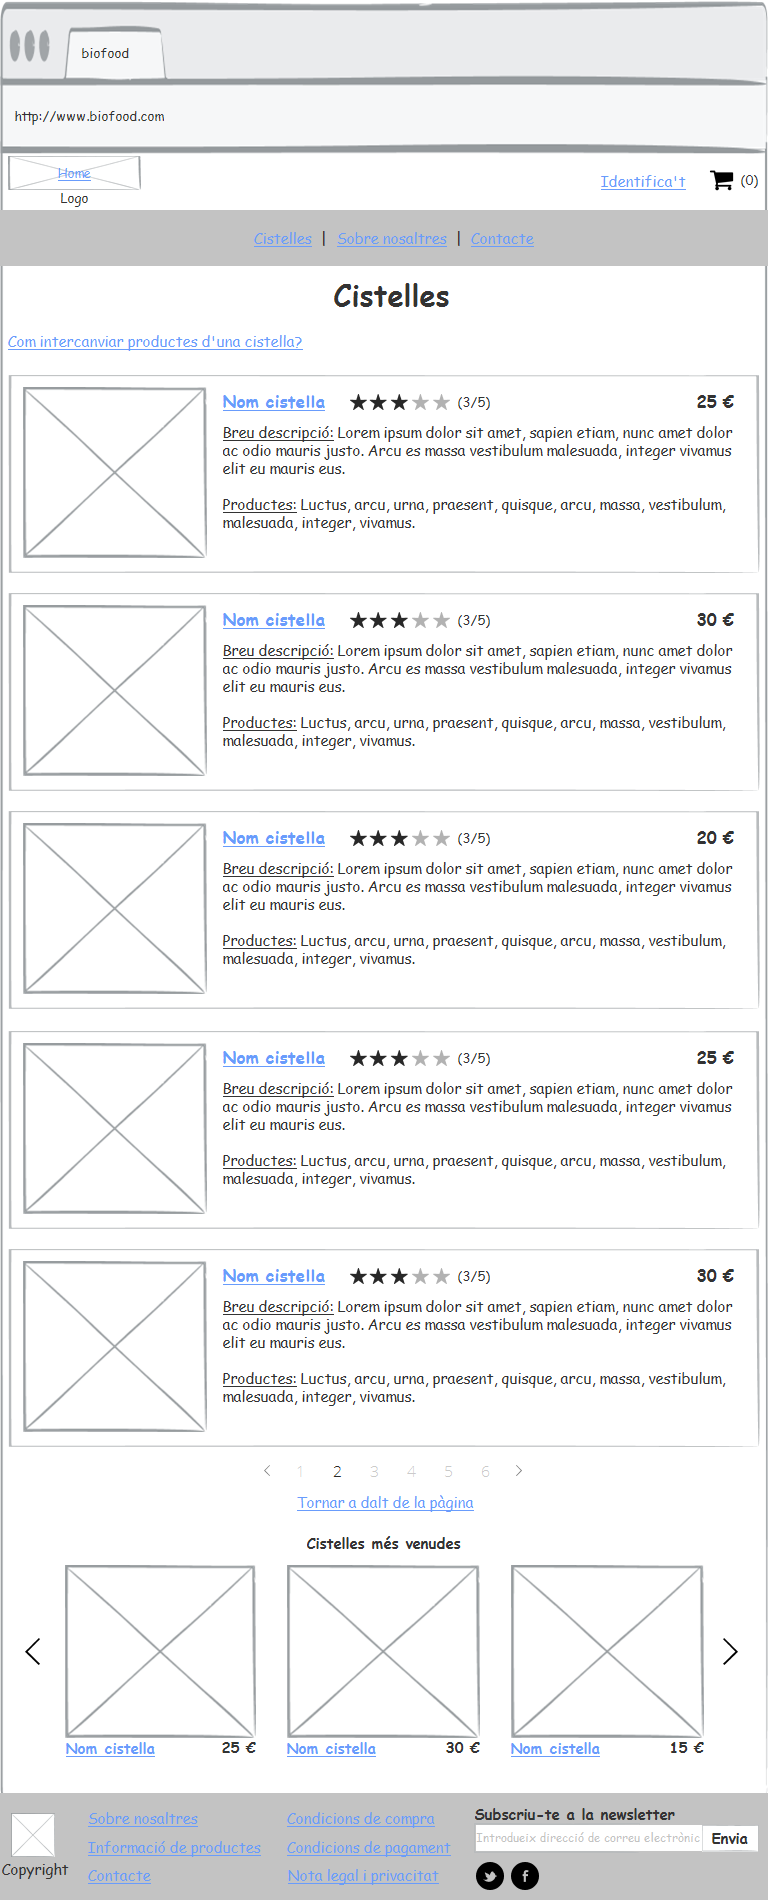 biofood
http://www.biofood.com
Home
Logo
Identifica't
(0)
Cistelles | Sobre nosaltres | Contacte
Cistelles
Com intercanviar productes d'una cistella?
Nom cistella (3/5) 25 €
Breu descripció: Lorem ipsum dolor sit amet, sapien etiam, nunc amet dolor
ac odio mauris justo. Arcu es massa vestibulum malesuada, integer vivamus
elit eu mauris eus.
Productes: Luctus, arcu, urna, praesent, quisque, arcu, massa, vestibulum,
malesuada, integer, vivamus.
Nom cistella (3/5) 30 €
Breu descripció: Lorem ipsum dolor sit amet, sapien etiam, nunc amet dolor
ac odio mauris justo. Arcu es massa vestibulum malesuada, integer vivamus
elit eu mauris eus.
Productes: Luctus, arcu, urna, praesent, quisque, arcu, massa, vestibulum,
malesuada, integer, vivamus.
Nom cistella (3/5) 20 €
Breu descripció: Lorem ipsum dolor sit amet, sapien etiam, nunc amet dolor
ac odio mauris justo. Arcu es massa vestibulum malesuada, integer vivamus
elit eu mauris eus.
Productes: Luctus, arcu, urna, praesent, quisque, arcu, massa, vestibulum,
malesuada, integer, vivamus.
Nom cistella (3/5) 25 €
Breu descripció: Lorem ipsum dolor sit amet, sapien etiam, nunc amet dolor
ac odio mauris justo. Arcu es massa vestibulum malesuada, integer vivamus
elit eu mauris eus.
Productes: Luctus, arcu, urna, praesent, quisque, arcu, massa, vestibulum,
malesuada, integer, vivamus.
Nom cistella (3/5) 30 €
Breu descripció: Lorem ipsum dolor sit amet, sapien etiam, nunc amet dolor
ac odio mauris justo. Arcu es massa vestibulum malesuada, integer vivamus
elit eu mauris eus.
Productes: Luctus, arcu, urna, praesent, quisque, arcu, massa, vestibulum,
malesuada, integer, vivamus.
1 2 3 4 5 6
Tornar a dalt de la pàgina
Cistelles més venudes
Nom cistella 25 €
Nom cistella 30 €
Nom cistella 15 €
Copyright
Sobre nosaltres
Informació de productes
Contacte
Condicions de compra
Condicions de pagament
Nota legal i privacitat
Subscriu-te a la newsletter
Introdueix direcció de correu electrònic
Envia